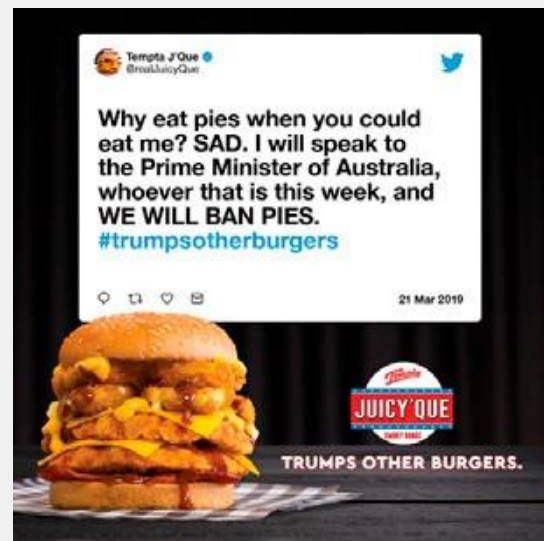 Tempta J'Que
@realJuicyQue
Why eat pies when you could
eat me? SAD. I will speak to
the Prime Minister of Australia,
whoever that is this week, and
WE WILL BAN PIES.
#trumpsotherburgers
21 Mar 2019
Tempta
JUICY'QUE
TRUMPS OTHER BURGERS.